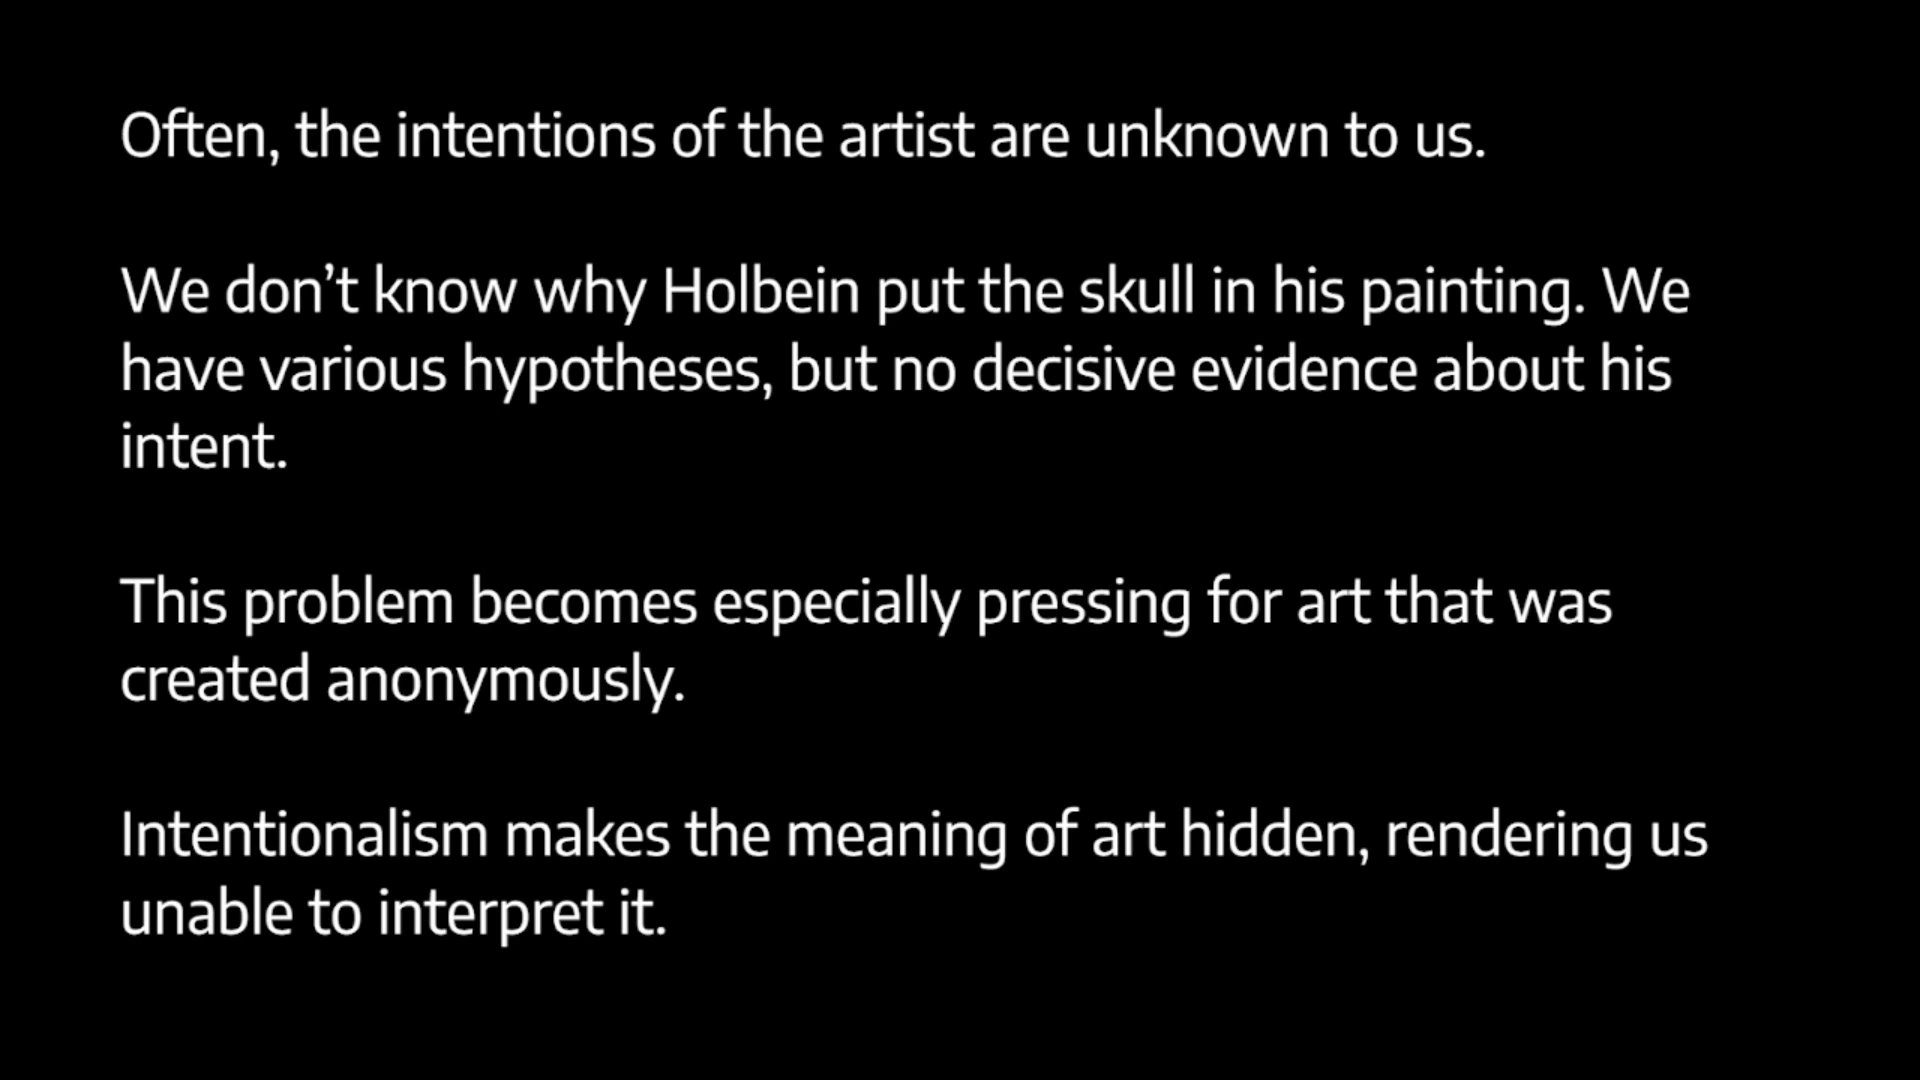 Often, the intentions of the artist are unknown to us.
We don’t know why Holbein put the skull in his painting. We
have various hypotheses, but no decisive evidence about his
intent.
This problem becomes especially pressing for art that was
created anonymously.
Intentionalism makes the meaning of art hidden, rendering us
unable to interpret it.